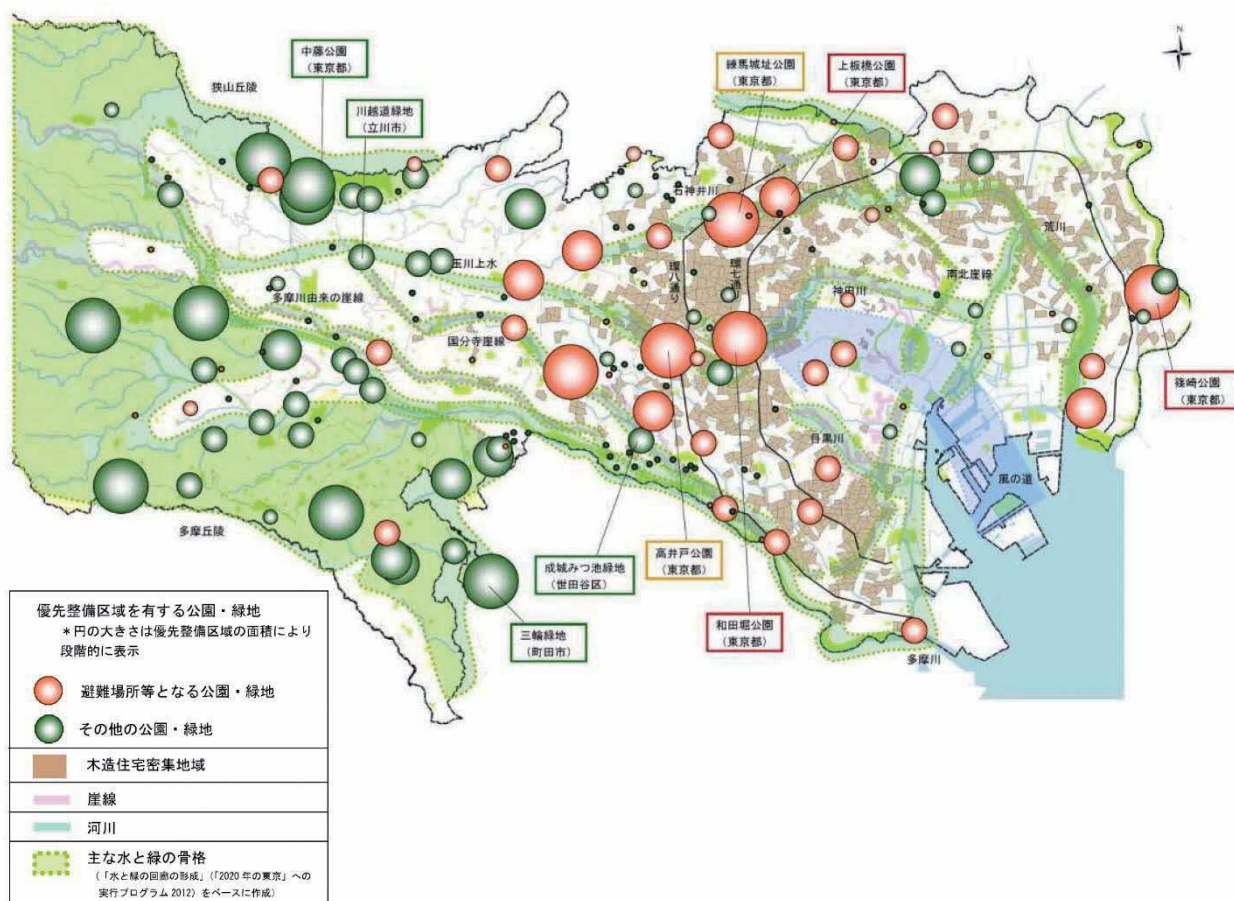 N
中藤公園
（東京都）
狭山丘陵
川越道緑地
（立川市）
練馬城址公園
（東京都）
上板橋公園
（東京都）
石神井川
荒川
玉川上水
環八通り
環七通り
南北崖線
神田川
多摩川由来の崖線
国分寺崖線
篠崎公園
（東京都）
目黒川
風の道
多摩丘陵
成城みつ池緑地
（世田谷区）
高井戸公園
（東京都）
和田堀公園
（東京都）
三輪緑地
（町田市）
多摩川
優先整備区域を有する公園・緑地
＊円の大きさは優先整備区域の面積により
段階的に表示
避難場所等となる公園・緑地
その他の公園・緑地
木造住宅密集地域
崖線
河川
主な水と緑の骨格
（「水と緑の回廊の形成」（「2020年の東京」への
実行プログラム2012）をベースに作成）